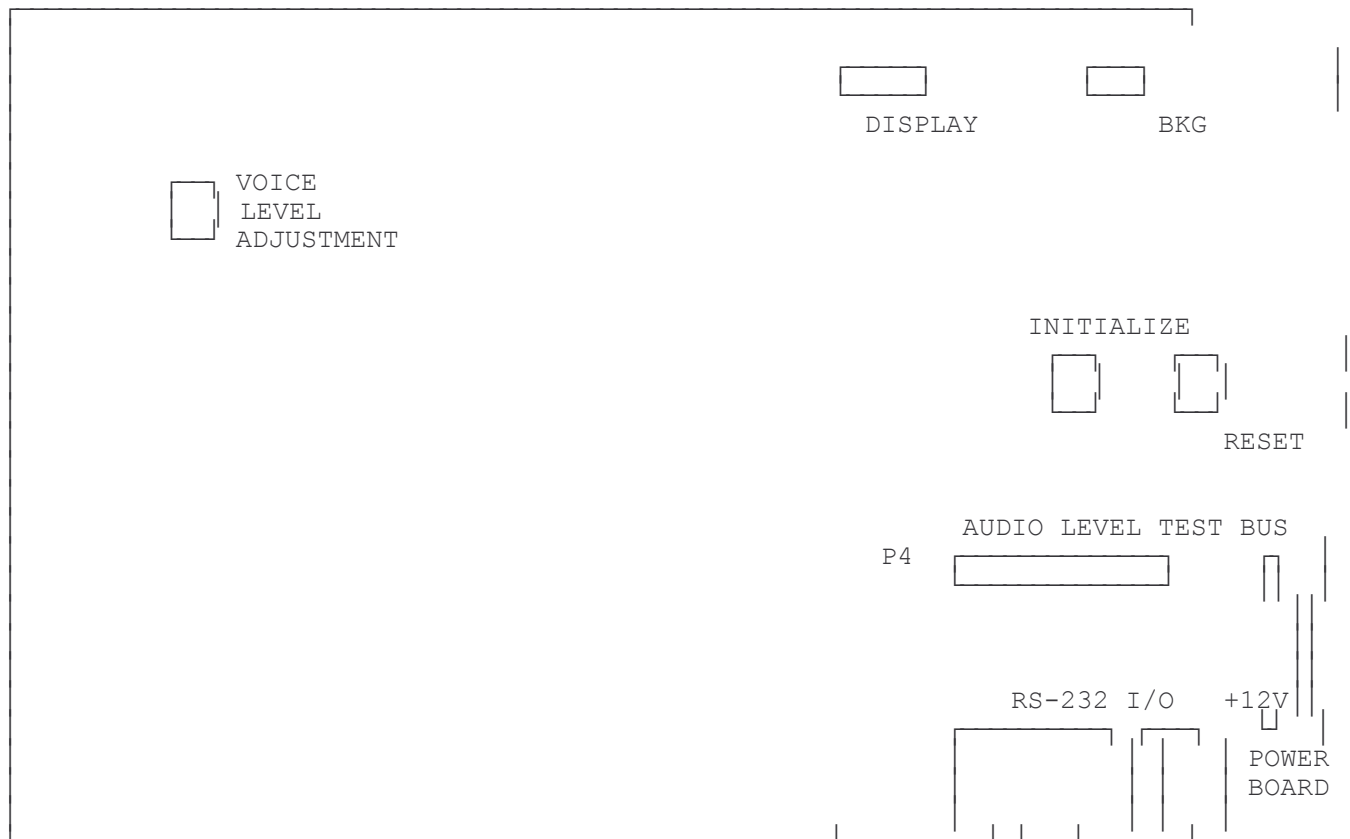 DISPLAY BKG
VOICE
LEVEL
ADJUSTMENT
INITIALIZE
RESET
AUDIO LEVEL TEST BUS
P4
RS-232 I/O +12V
POWER
BOARD